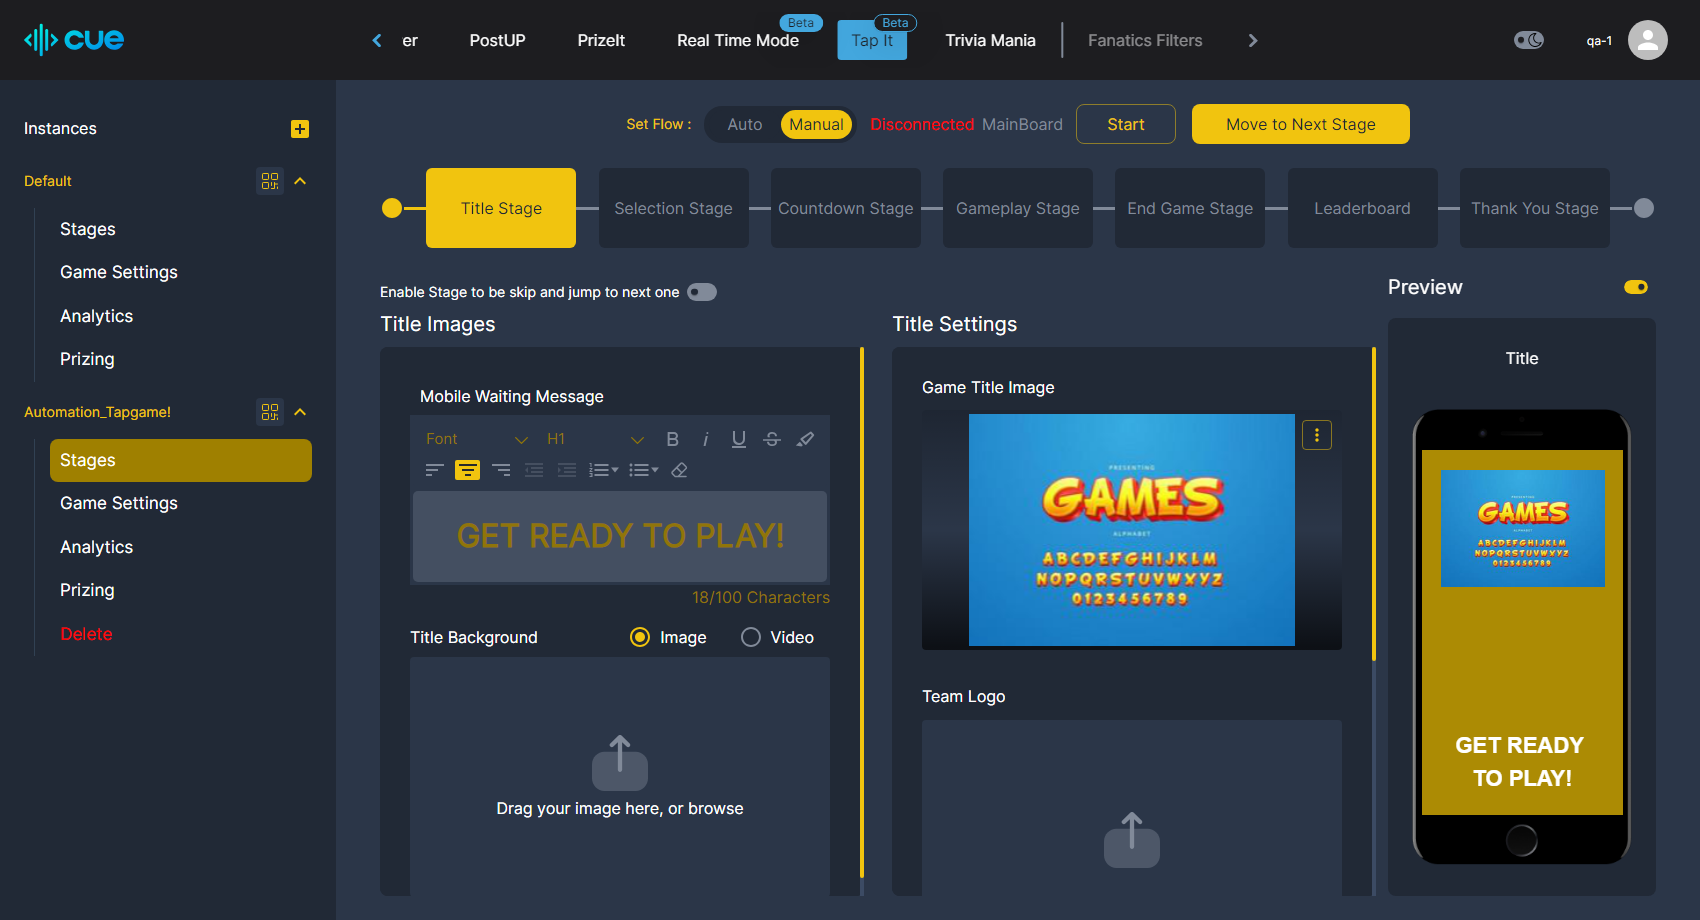 cue
er
PostUP
PrizeIt
Real Time Mode
Beta
Tap It
Beta
Trivia Mania
Fanatics Filters
qa-1
Instances
Default
Stages
Game Settings
Analytics
Prizing
Automation_Tapgame!
Stages
Game Settings
Analytics
Prizing
Delete
Set Flow :
Auto
Manual
Disconnected MainBoard
Start
Move to Next Stage
Title Stage
Selection Stage
Countdown Stage
Gameplay Stage
End Game Stage
Leaderboard
Thank You Stage
Enable Stage to be skip and jump to next one
Title Images
Mobile Waiting Message
Font
H1
B
i
U
S
GET READY TO PLAY!
18/100 Characters
Title Background
Image
Video
Drag your image here, or browse
Title Settings
Game Title Image
PRESENTING
GAMES
ALPHABET
ABCDEFGHIJKLM
NOPQRSTUVWXYZ
0123456789
Team Logo
Preview
Title
PRESENTING
GAMES
ALPHABET
ABCDEFGHIJKLM
NOPQRSTUVWXYZ
0123456789
GET READY
TO PLAY!